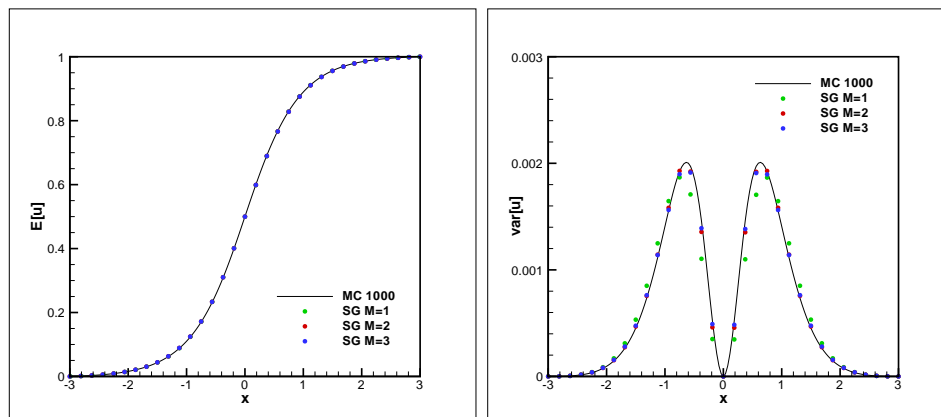 E[u]
1
0.8
0.6
0.4
0.2
0
-3
-2
-1
0
1
2
3
x
MC 1000
SG M=1
SG M=2
SG M=3
var[u]
0.003
0.002
0.001
0
-3
-2
-1
0
1
2
3
x
MC 1000
SG M=1
SG M=2
SG M=3